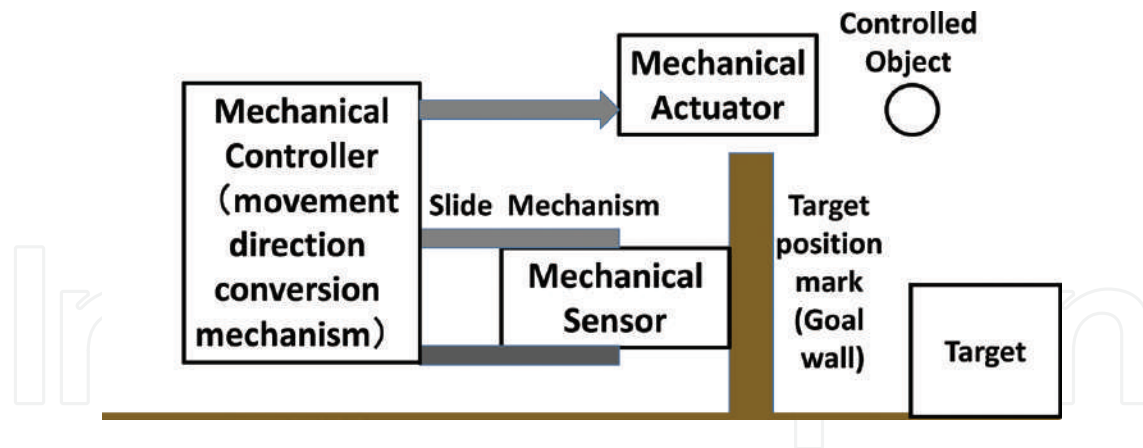 Controlled
Object
Mechanical
Actuator
Mechanical
Controller
（movement
direction
conversion
mechanism）
Slide Mechanism
Mechanical
Sensor
Target
position
mark
(Goal
wall)
Target